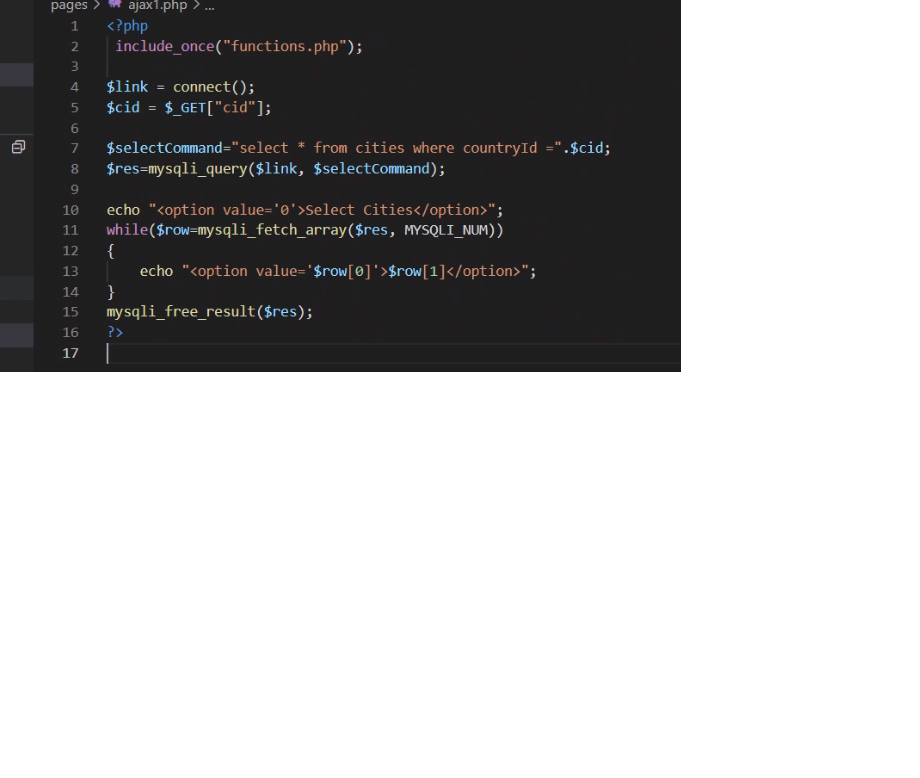 pages > ajax1.php > ...
1 <?php
2 include_once("functions.php");
3
4 $link = connect();
5 $cid = $_GET["cid"];
6
7 $selectCommand="select * from cities where countryId =".$cid;
8 $res=mysqli_query($link, $selectCommand);
9
10 echo "<option value='0'>Select Cities</option>";
11 while($row=mysqli_fetch_array($res, MYSQLI_NUM))
12 {
13     echo "<option value='$row[0]'>$row[1]</option>";
14 }
15 mysqli_free_result($res);
16 ?>
17